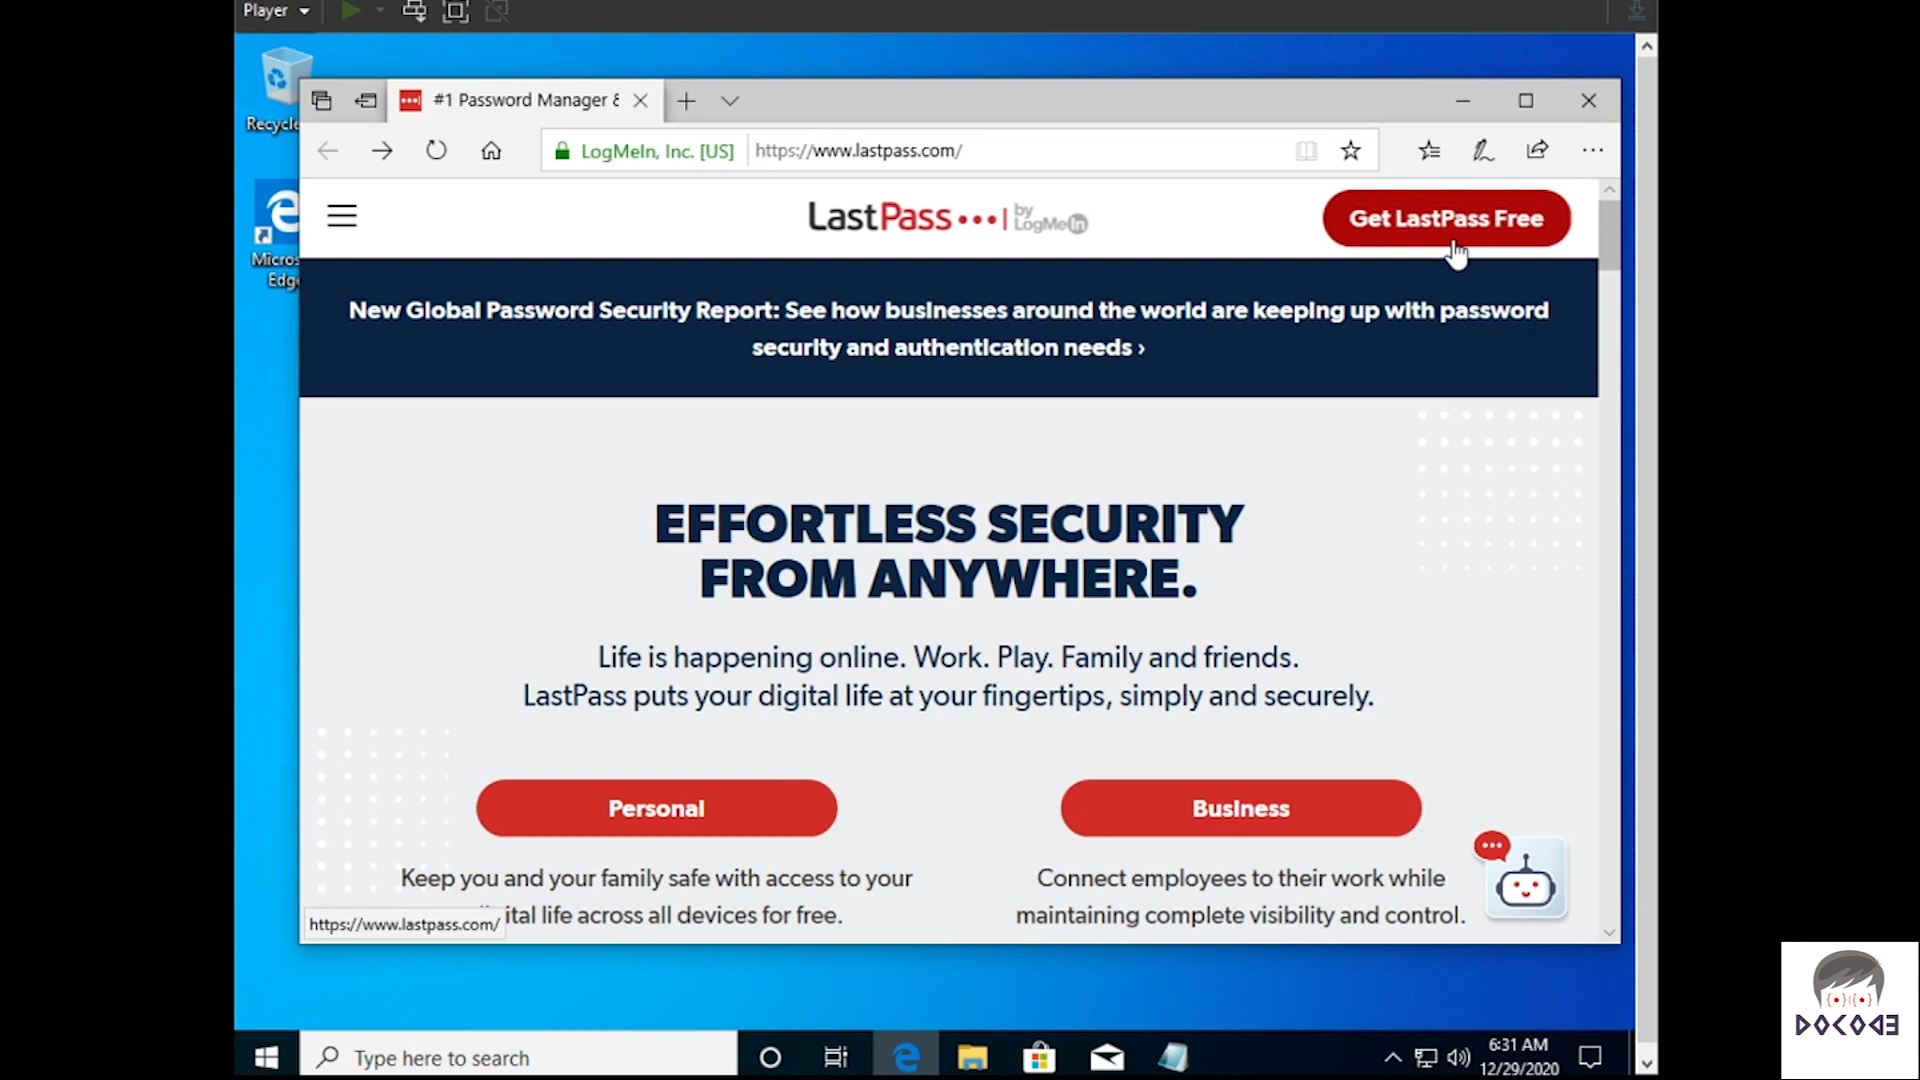 Player
Recycle
Micros
Edg
#1 Password Manager &
LogMeIn, Inc. [US]
https://www.lastpass.com/
LastPass by LogMeIn
Get LastPass Free
New Global Password Security Report: See how businesses around the world are keeping up with password
security and authentication needs ›
EFFORTLESS SECURITY
FROM ANYWHERE.
Life is happening online. Work. Play. Family and friends.
LastPass puts your digital life at your fingertips, simply and securely.
Personal
Business
Keep you and your family safe with access to your
ital life across all devices for free.
Connect employees to their work while
maintaining complete visibility and control.
https://www.lastpass.com/
Type here to search
6:31 AM
12/29/2020
DOCOD3